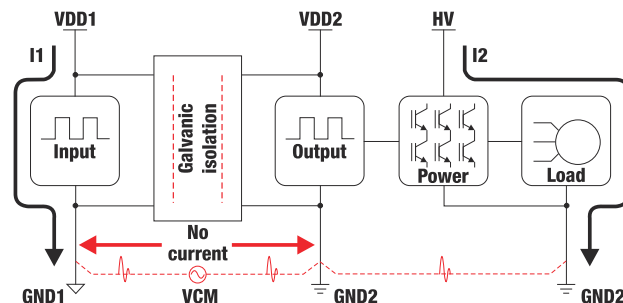 VDD1
VDD2
HV
I1
I2
Input
Galvanic
isolation
Output
Power
Load
No
current
GND1
VCM
GND2
GND2